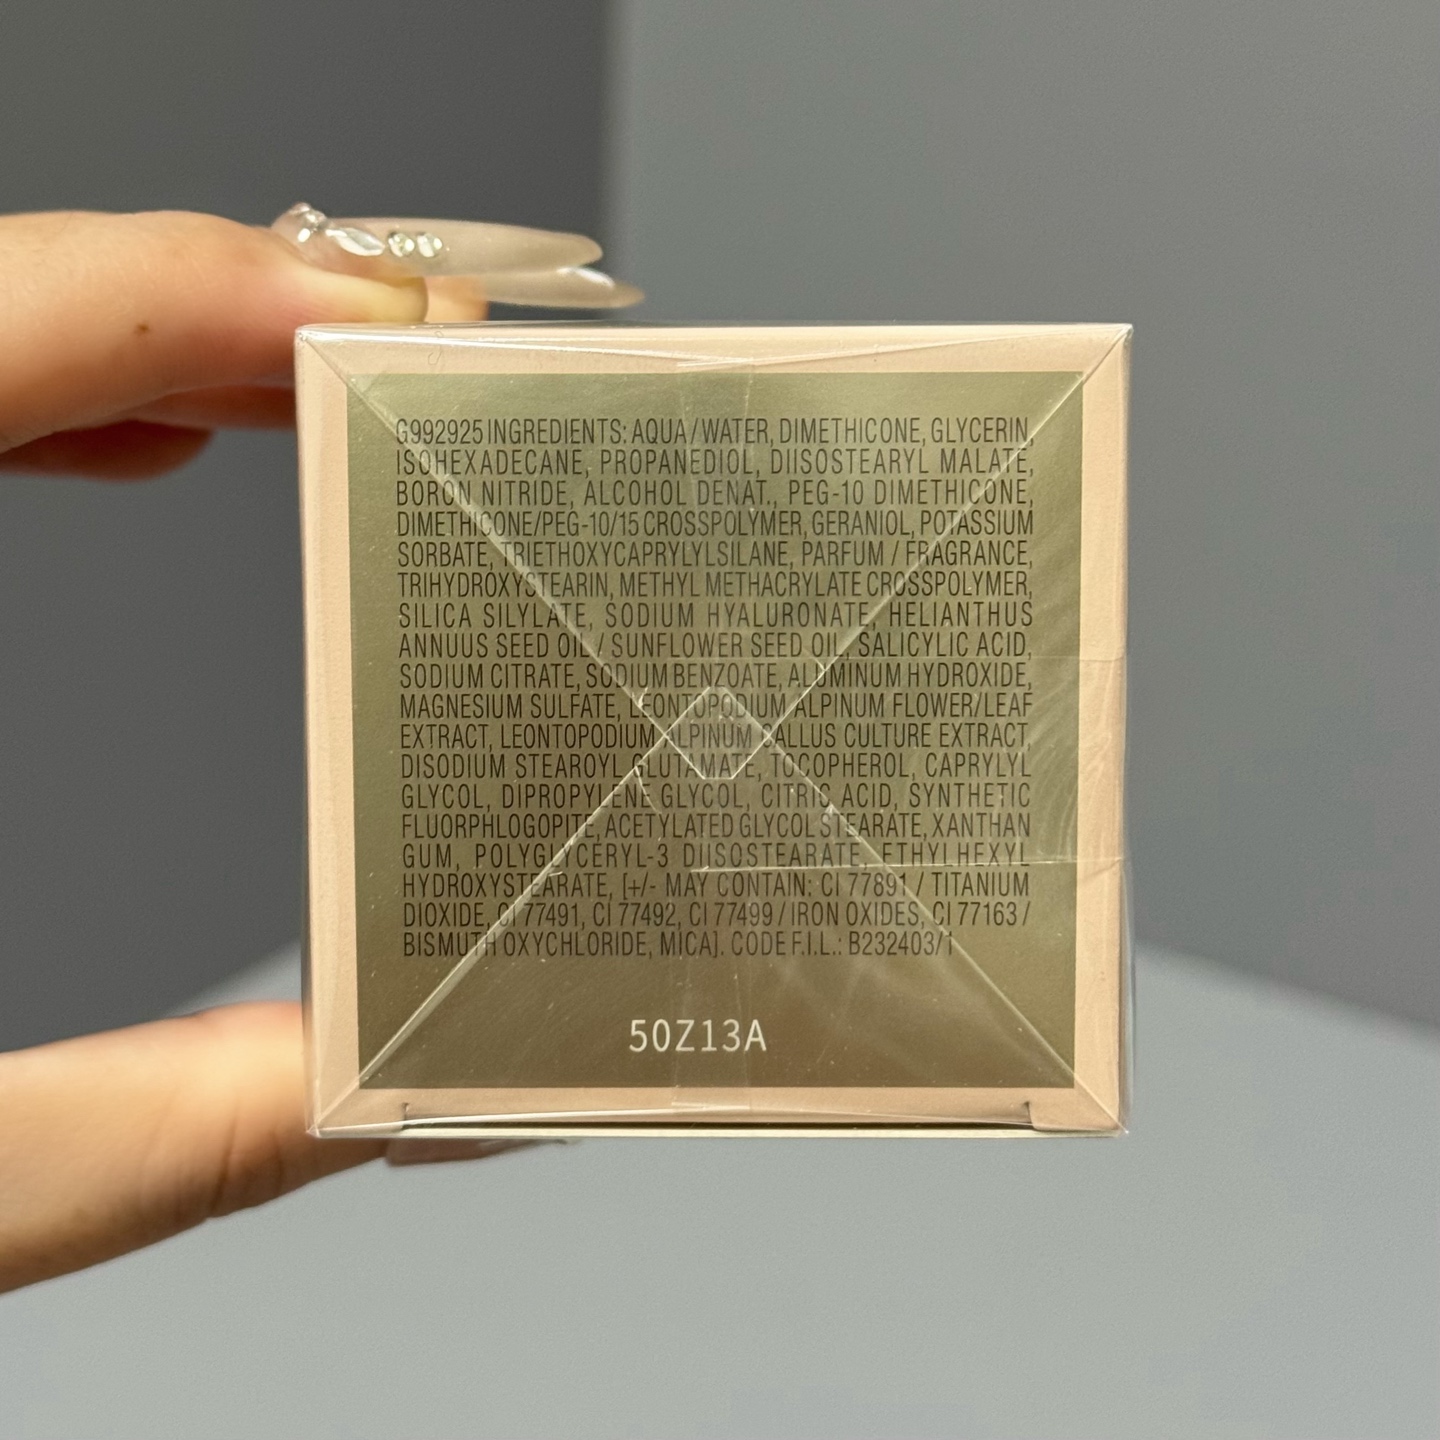 G992925 INGREDIENTS: AQUA / WATER, DIMETHICONE, GLYCERIN,
ISOHEXADECANE, PROPANEDIOL, DIISOSTEARYL MALATE,
BORON NITRIDE, ALCOHOL DENAT., PEG-10 DIMETHICONE,
DIMETHICONE/PEG-10/15 CROSSPOLYMER, GERANIOL, POTASSIUM
SORBATE, TRIETHOXYCAPRYLYLSILANE, PARFUM / FRAGRANCE,
TRIHYDROXYSTEARIN, METHYL METHACRYLATE CROSSPOLYMER,
SILICA SILYLATE, SODIUM HYALURONATE, HELIANTHUS
ANNUUS SEED OIL / SUNFLOWER SEED OIL, SALICYLIC ACID,
SODIUM CITRATE, SODIUM BENZOATE, ALUMINUM HYDROXIDE,
MAGNESIUM SULFATE, LEONTOPODIUM ALPINUM FLOWER/LEAF
EXTRACT, LEONTOPODIUM ALPINUM CALLUS CULTURE EXTRACT,
DISODIUM STEAROYL GLUTAMATE, TOCOPHEROL, CAPRYLYL
GLYCOL, DIPROPYLENE GLYCOL, CITRIC ACID, SYNTHETIC
FLUORPHLOGOPITE, ACETYLATED GLYCOL STEARATE, XANTHAN
GUM, POLYGLYCERYL-3 DIISOSTEARATE, ETHYLHEXYL
HYDROXYSTEARATE, [+/- MAY CONTAIN: CI 77891 / TITANIUM
DIOXIDE, CI 77491, CI 77492, CI 77499 / IRON OXIDES, CI 77163 /
BISMUTH OXYCHLORIDE, MICA]. CODE F.I.L.: B232403/1
50Z13A